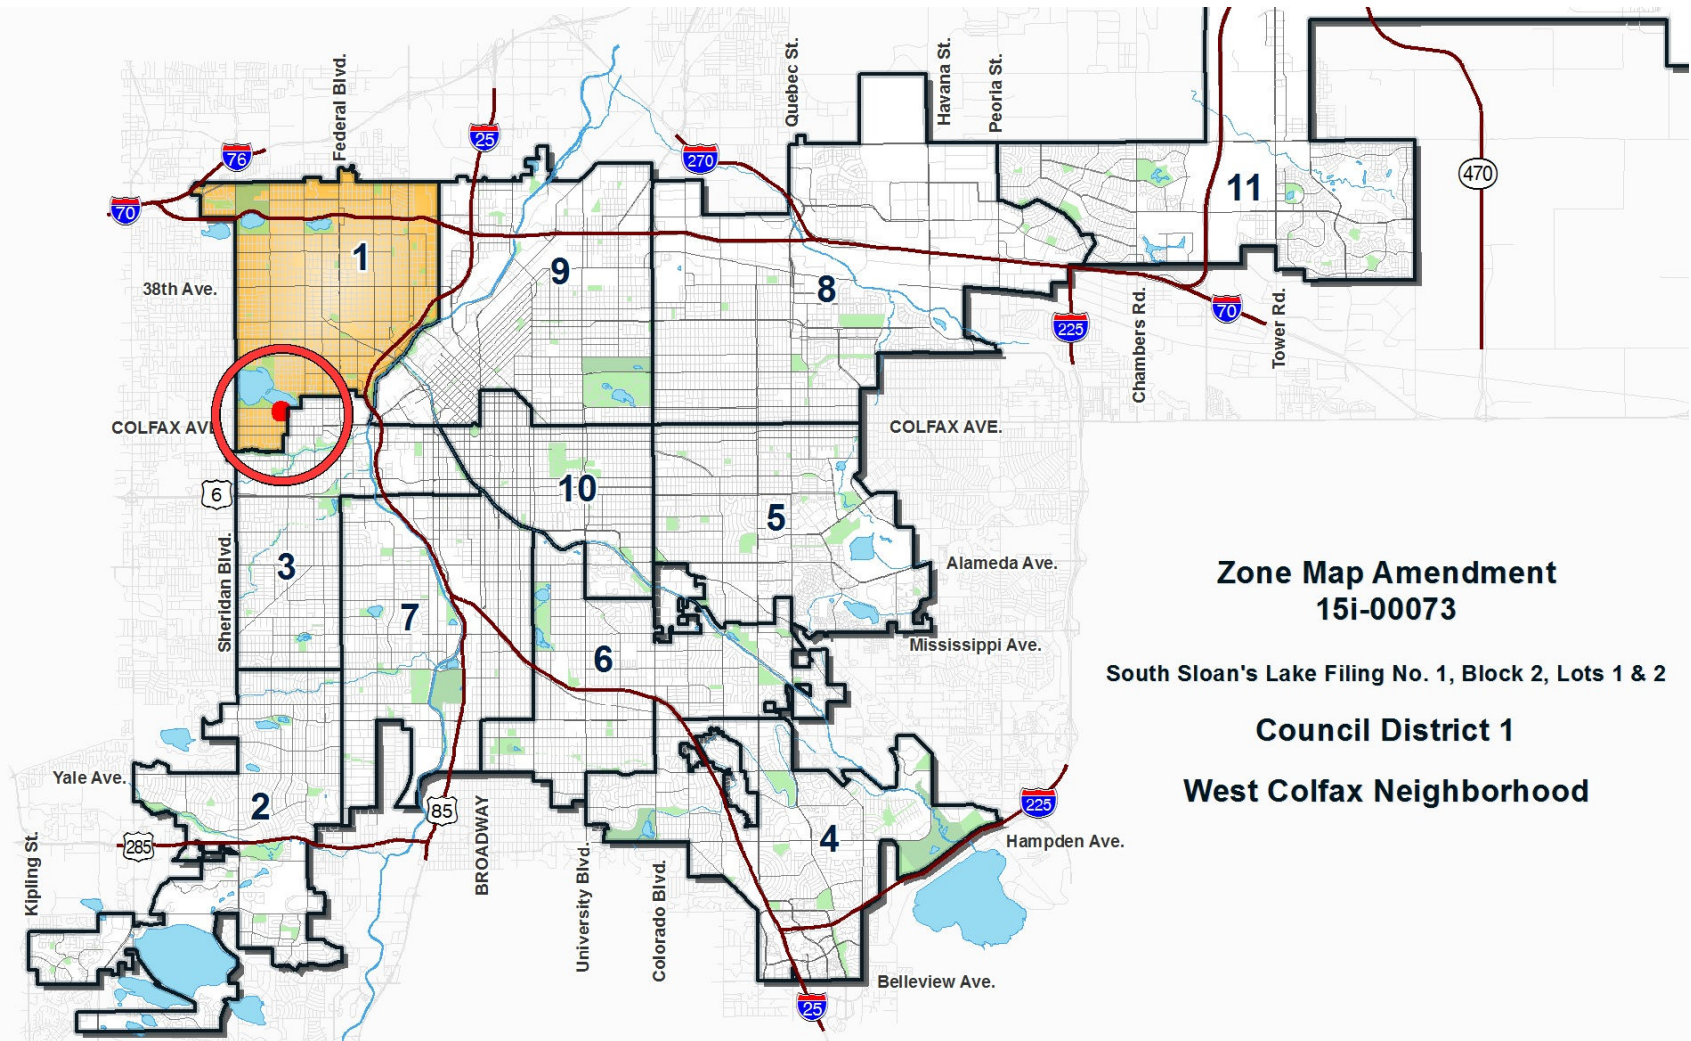 Federal Blvd.
Quebec St.
Havana St.
Peoria St.
25
76
270
470
70
11
1
9
8
38th Ave.
225
Chambers Rd.
70
Tower Rd.
COLFAX AVE
COLFAX AVE.
6
10
5
Sheridan Blvd.
3
Alameda Ave.
7
Mississippi Ave.
6
Zone Map Amendment
15i-00073
South Sloan's Lake Filing No. 1, Block 2, Lots 1 & 2
Council District 1
West Colfax Neighborhood
Yale Ave.
2
85
225
285
4
Hampden Ave.
Kipling St.
BROADWAY
University Blvd.
Colorado Blvd.
Belleview Ave.
25